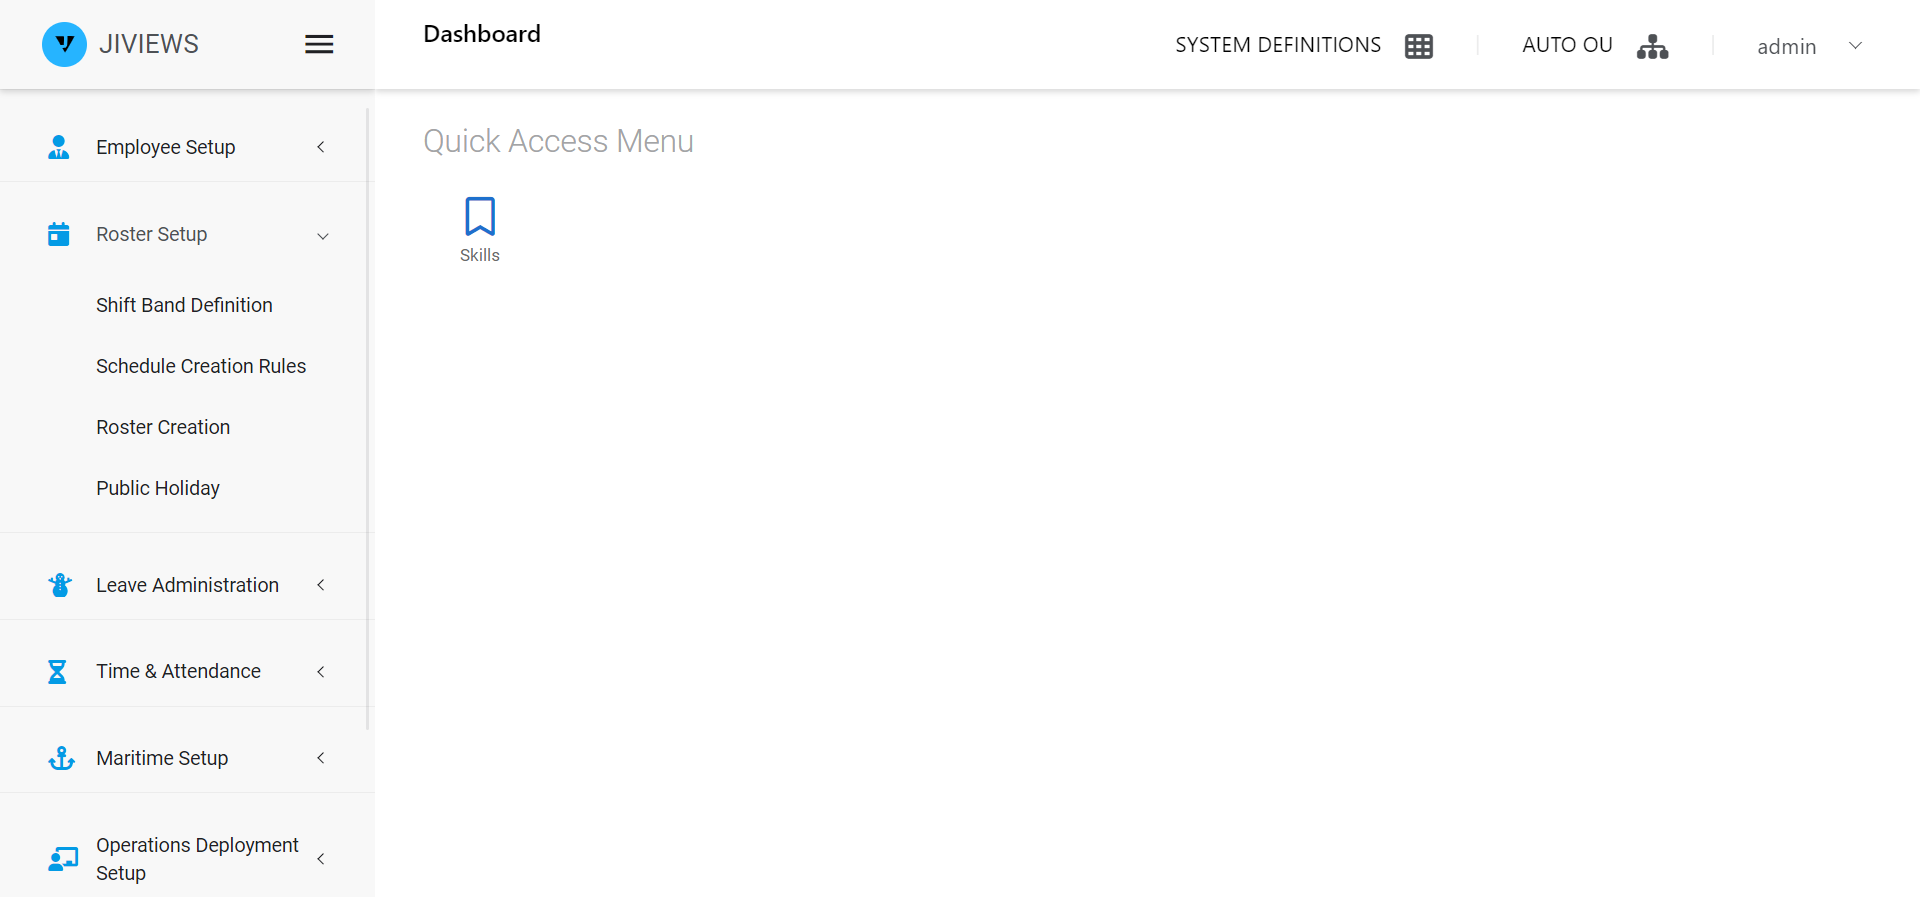 JIVIEWS
Dashboard
SYSTEM DEFINITIONS
AUTO OU
admin
Employee Setup
Roster Setup
Shift Band Definition
Schedule Creation Rules
Roster Creation
Public Holiday
Leave Administration
Time & Attendance
Maritime Setup
Operations Deployment
Setup
Quick Access Menu
Skills